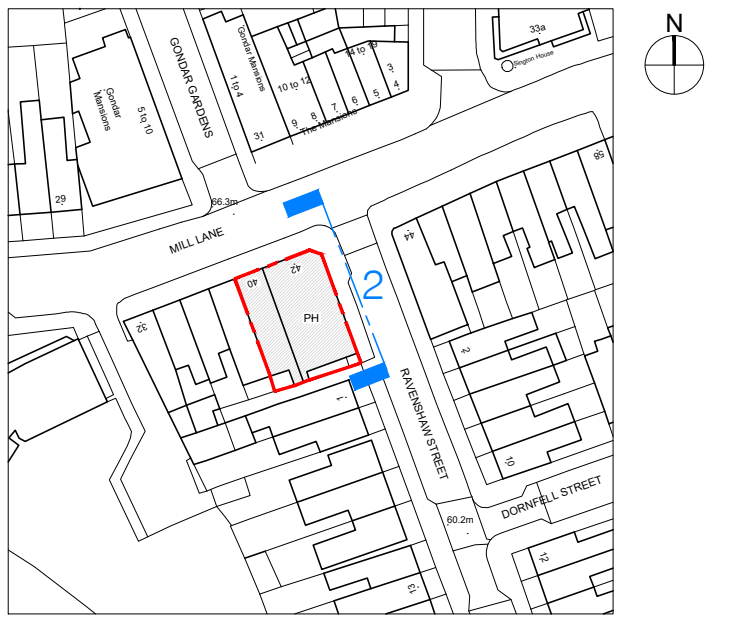 N
33a
Sington House
GONDAR GARDENS
Gondar Mansions
1 to 4
10 to 12
14 to 19
3
4
5
6
7
8
9
The Mansions
31
Gondar
Mansions
5 to 10
29
66.3m
MILL LANE
58
44
40
42
PH
2
32
2
1
RAVENSHAW STREET
10
DORNFELL STREET
60.2m
12
13